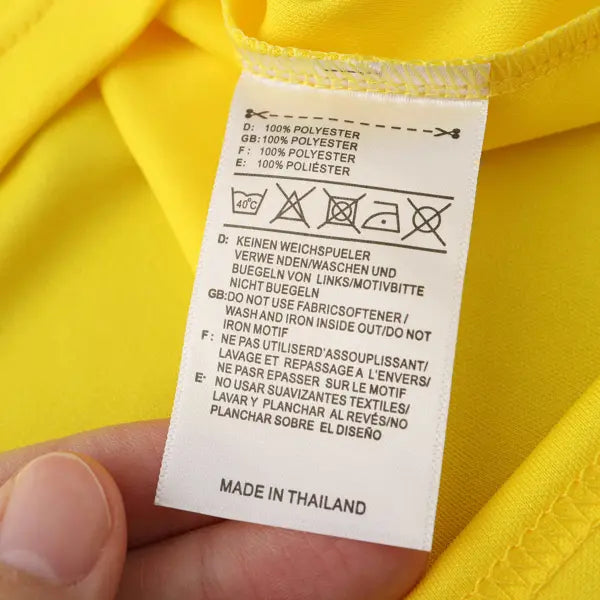 D: 100% POLYESTER
GB: 100% POLYESTER
F : 100% POLYESTER
E: 100% POLIÉSTER
40°C
D: KEINEN WEICHSPUELER
VERWE NDEN/WASCHEN UND
BUEGELN VON LINKS/MOTIVBITTE
NICHT BUEGELN
GB:DO NOT USE FABRICSOFTENER /
WASH AND IRON INSIDE OUT/DO NOT
IRON MOTIF
F : NE PAS UTILISERD'ASSOUPLISSANT/
LAVAGE ET REPASSAGE A L'ENVERS/
NE PASR EPASSER SUR LE MOTIF
E- NO USAR SUAVIZANTES TEXTILES/
LAVAR Y PLANCHAR AL REVÉS/NO
PLANCHAR SOBRE EL DISEÑO
MADE IN THAILAND